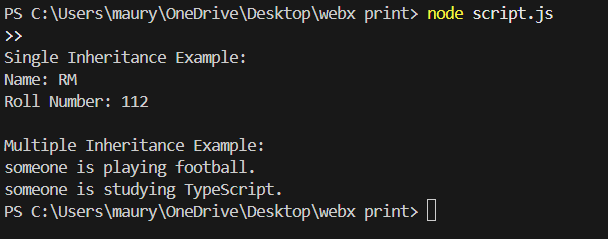 PS C:\Users\maury\OneDrive\Desktop\webx print> node script.js
>>
Single Inheritance Example:
Name: RM
Roll Number: 112
Multiple Inheritance Example:
someone is playing football.
someone is studying TypeScript.
PS C:\Users\maury\OneDrive\Desktop\webx print>